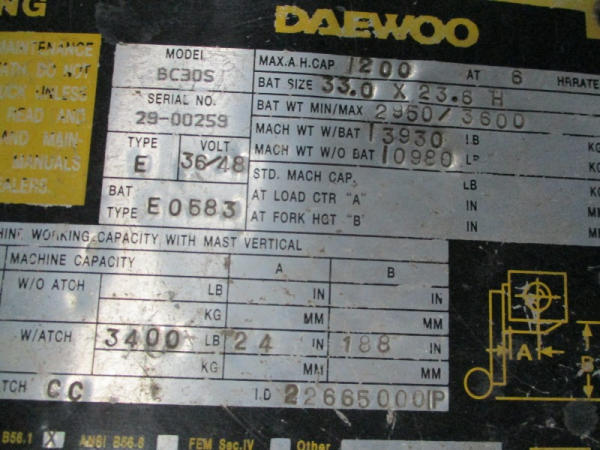 NG
DAEWOO
MAINTENANCE
DO NOT
UNLESS
READ AND
AND MAIN-
MANUALS
MODEL
BC30S
SERIAL NO.
29-00259
TYPE E
VOLT 36/48
BAT TYPE E0583
MAX.A.H.CAP 1200 AT 6 HRRATE
BAT SIZE 33.0 X 23.6 H
BAT WT MIN/MAX 2950/3600
MACH WT W/BAT 13930 LB
MACH WT W/O BAT 10980 LB
STD. MACH CAP. LB
AT LOAD CTR "A" IN
AT FORK HGT "B" IN
WORKING CAPACITY WITH MAST VERTICAL
MACHINE CAPACITY A B
W/O ATCH LB IN IN
KG MM MM
W/ATCH 3400 LB 24 IN 188 IN
KG MM MM
TCH CC I.D 22665000P
A
B
B56.1 X ANSI B56.8 FEM Sec.IV Other